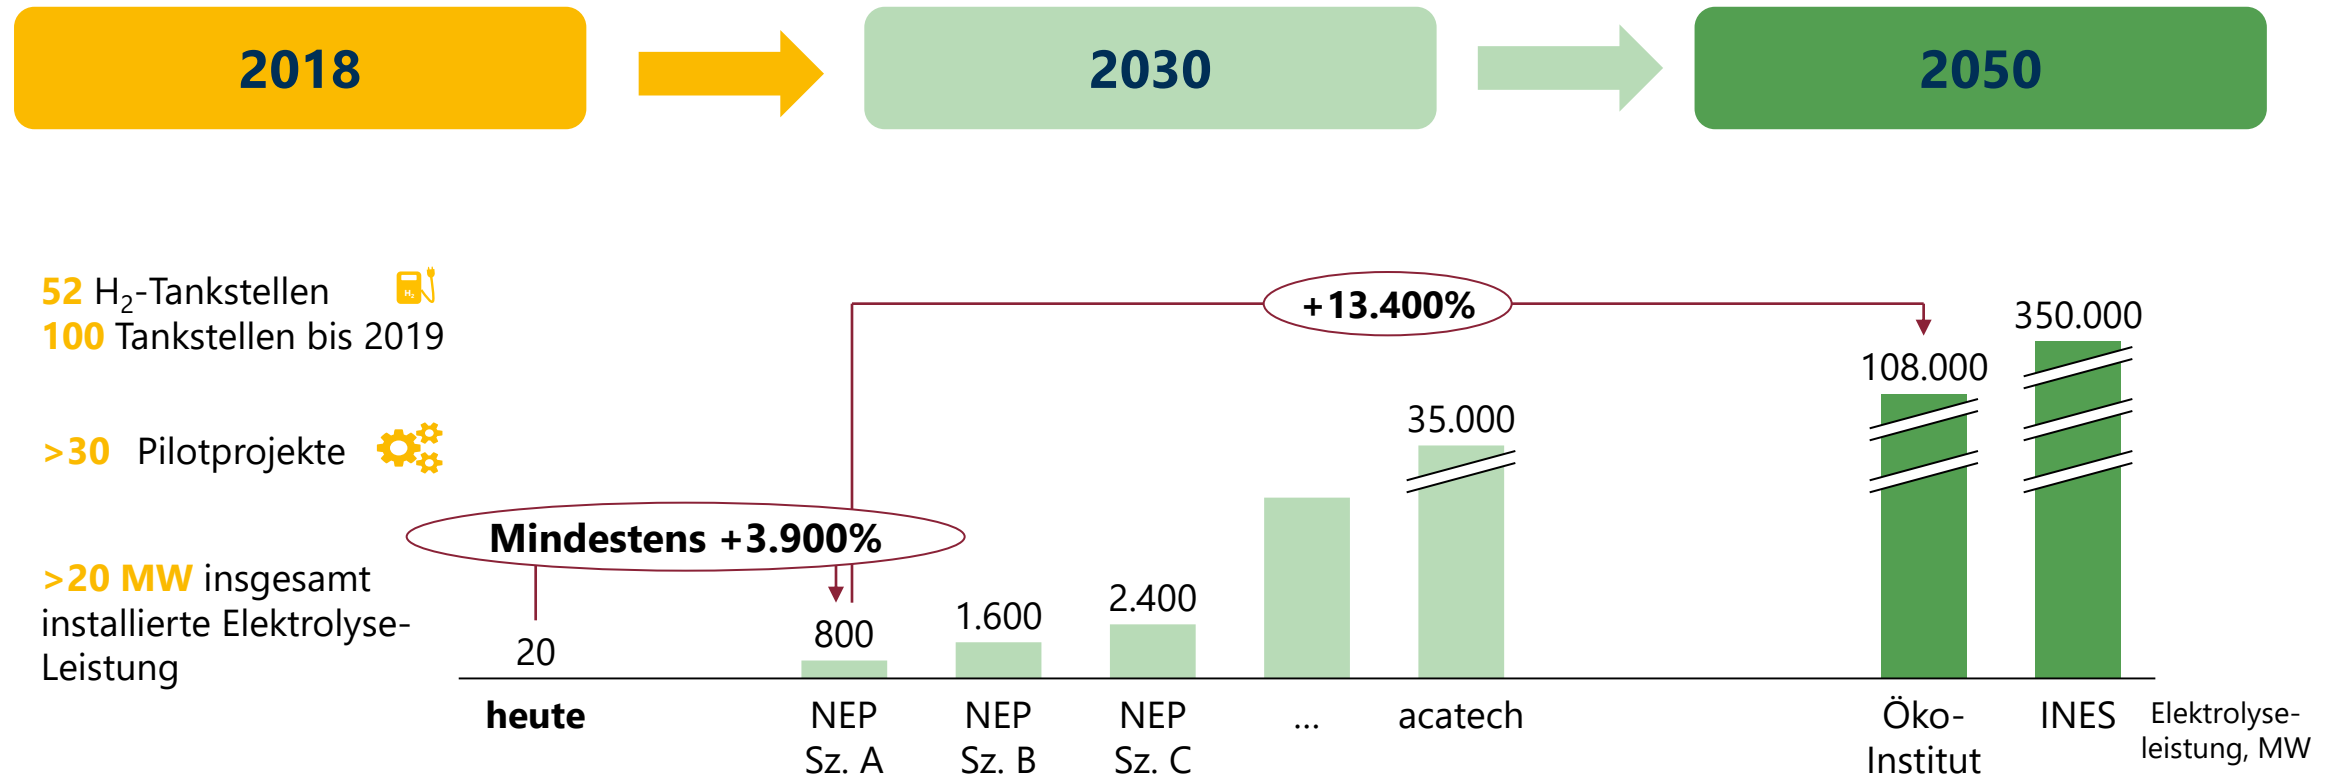 2018
2030
2050
52 H₂-Tankstellen
H₂
100 Tankstellen bis 2019
>30 Pilotprojekte
>20 MW insgesamt
installierte Elektrolyse-
Leistung
+13.400%
Mindestens +3.900%
20
800
1.600
2.400
35.000
108.000
350.000
heute
NEP
Sz. A
NEP
Sz. B
NEP
Sz. C
...
acatech
Öko-
Institut
INES
Elektrolyse-
leistung, MW